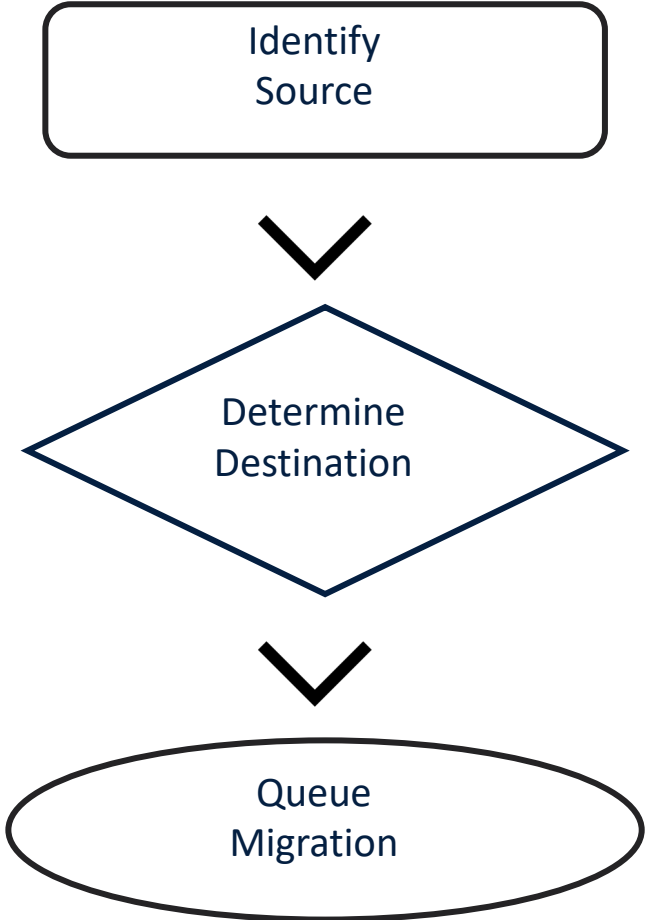 Identify
Source
Determine
Destination
Queue
Migration